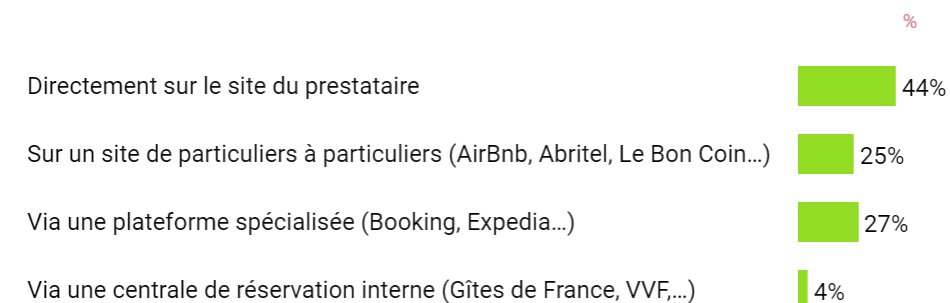 %
Directement sur le site du prestataire 44%
Sur un site de particuliers à particuliers (AirBnb, Abritel, Le Bon Coin...) 25%
Via une plateforme spécialisée (Booking, Expedia...) 27%
Via une centrale de réservation interne (Gîtes de France, VVF,...) 4%